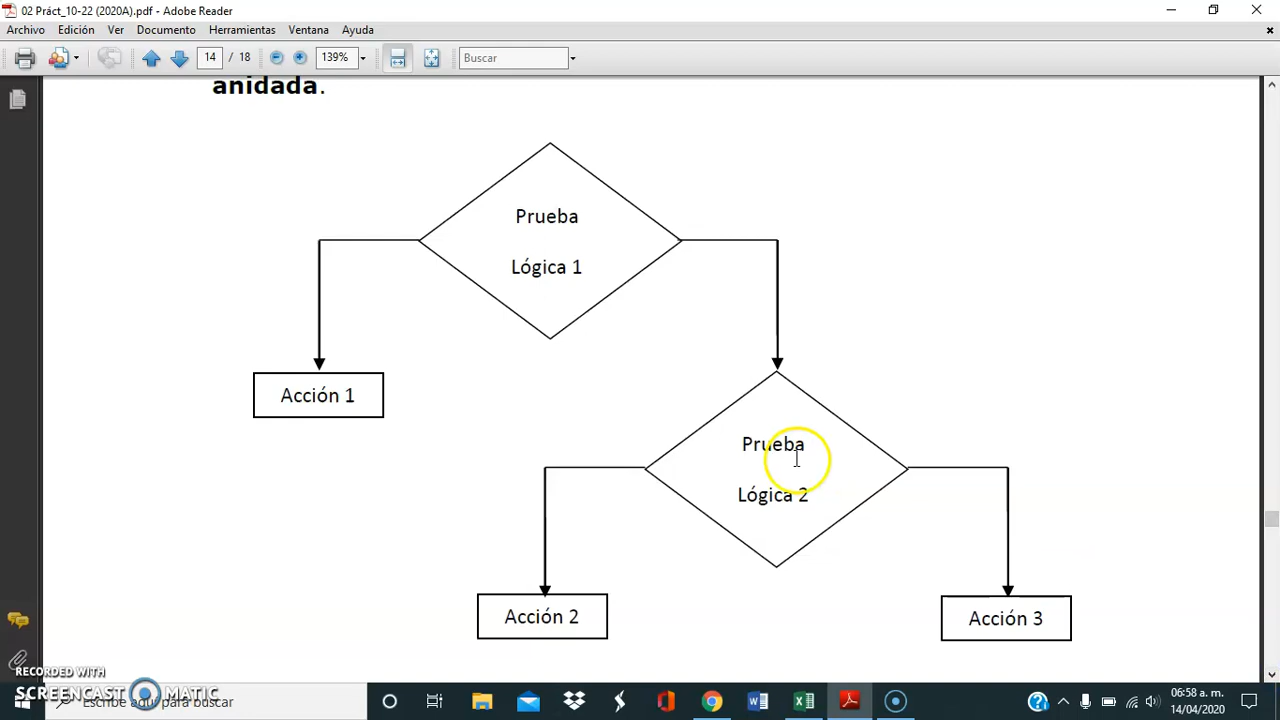 02 Práct_10-22 (2020A).pdf - Adobe Reader
Archivo Edición Ver Documento Herramientas Ventana Ayuda
14 / 18 139% Buscar
anidada.
Prueba
Lógica 1
Acción 1
Prueba
Lógica 2
Acción 2
Acción 3
RECORDED WITH
SCREENCAST MATIC
Escribe aquí para buscar
06:58 a. m.
14/04/2020